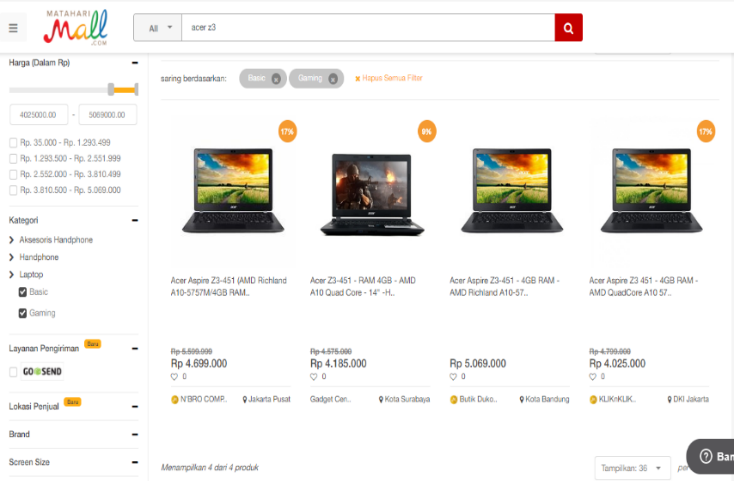 MATAHARI
Mall
.COM
All
acer z3
Harga (Dalam Rp)
4025000.00 - 5069000.00
Rp. 35.000 - Rp. 1.293.499
Rp. 1.293.500 - Rp. 2.551.999
Rp. 2.552.000 - Rp. 3.810.499
Rp. 3.810.500 - Rp. 5.069.000
Kategori
Aksesoris Handphone
Handphone
Laptop
Basic
Gaming
Layanan Pengiriman Baru
GO SEND
Lokasi Penjual Baru
Brand
Screen Size
saring berdasarkan: Basic x Gaming x x Hapus Semua Filter
17%
Acer Aspire Z3-451 (AMD Richland
A10-5757M/4GB RAM..
Rp 5.599.999
Rp 4.699.000
0
N'BRO COMP.. Jakarta Pusat
Acer Z3-451 - RAM 4GB - AMD
A10 Quad Core - 14" -H..
Rp 4.575.000
Rp 4.185.000
0
Gadget Cen.. Kota Surabaya
Acer Aspire Z3-451 - 4GB RAM -
AMD Richland A10-57..
Rp 5.069.000
0
Butik Duko.. Kota Bandung
17%
Acer Aspire Z3 451 - 4GB RAM -
AMD QuadCore A10 57..
Rp 4.799.000
Rp 4.025.000
0
KLIKnKLIK.. DKI Jakarta
Menampilkan 4 dari 4 produk
Tampilkan: 36